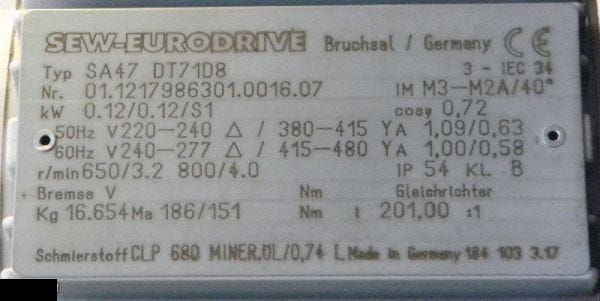 SEW-EURODRIVE Bruchsal / Germany CE
Typ SA47 DT71D8 3 ~ IEC 34
Nr. 01.1217986301.0016.07 IM M3-M2A/40°
kW 0.12/0.12/S1 cosφ 0,72
50Hz V220-240 Δ / 380-415 Y A 1,09/0,63
60Hz V240-277 Δ / 415-480 Y A 1,00/0,58
r/min 650/3.2 800/4.0 IP 54 KL. B
Bremse V Nm Gleichrichter
Kg 16.654 Ma 186/151 Nm i 201,00 :1
Schmierstoff CLP 680 MINER.ÖL/0,74 L Made in Germany 184 103 3.17